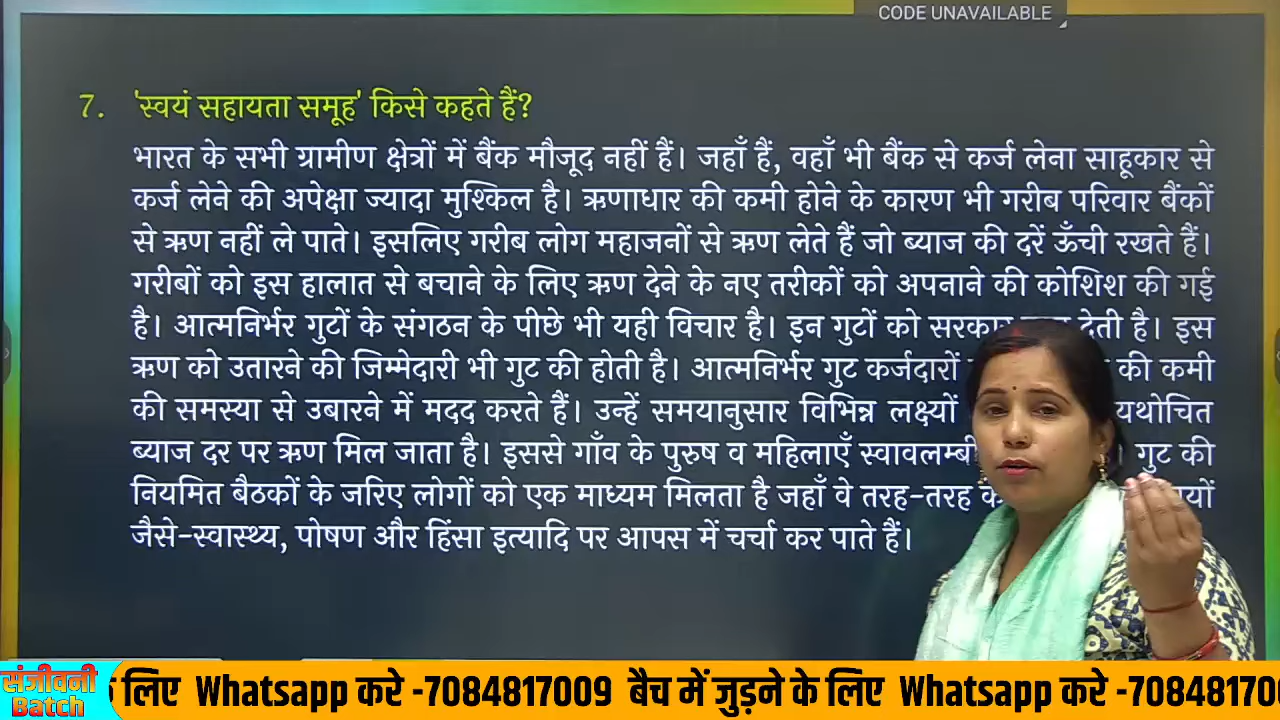 CODE UNAVAILABLE
7. 'स्वयं सहायता समूह' किसे कहते हैं?
भारत के सभी ग्रामीण क्षेत्रों में बैंक मौजूद नहीं हैं। जहाँ हैं, वहाँ भी बैंक से कर्ज लेना साहूकार से
कर्ज लेने की अपेक्षा ज्यादा मुश्किल है। ऋणाधार की कमी होने के कारण भी गरीब परिवार बैंकों
से ऋण नहीं ले पाते। इसलिए गरीब लोग महाजनों से ऋण लेते हैं जो ब्याज की दरें ऊँची रखते हैं।
गरीबों को इस हालात से बचाने के लिए ऋण देने के नए तरीकों को अपनाने की कोशिश की गई
है। आत्मनिर्भर गुटों के संगठन के पीछे भी यही विचार है। इन गुटों को सरकार देती है। इस
ऋण को उतारने की जिम्मेदारी भी गुट की होती है। आत्मनिर्भर गुट कर्जदारों की कमी
की समस्या से उबारने में मदद करते हैं। उन्हें समयानुसार विभिन्न लक्ष्यों यथोचित
ब्याज दर पर ऋण मिल जाता है। इससे गाँव के पुरुष व महिलाएँ गुट की
नियमित बैठकों के जरिए लोगों को एक माध्यम मिलता है जहाँ वे तरह-तरह
जैसे-स्वास्थ्य, पोषण और हिंसा इत्यादि पर आपस में चर्चा कर पाते हैं।
संजीवनी
Batch
लिए Whatsapp करे -7084817009 बैच में जुड़ने के लिए Whatsapp करे -70848170